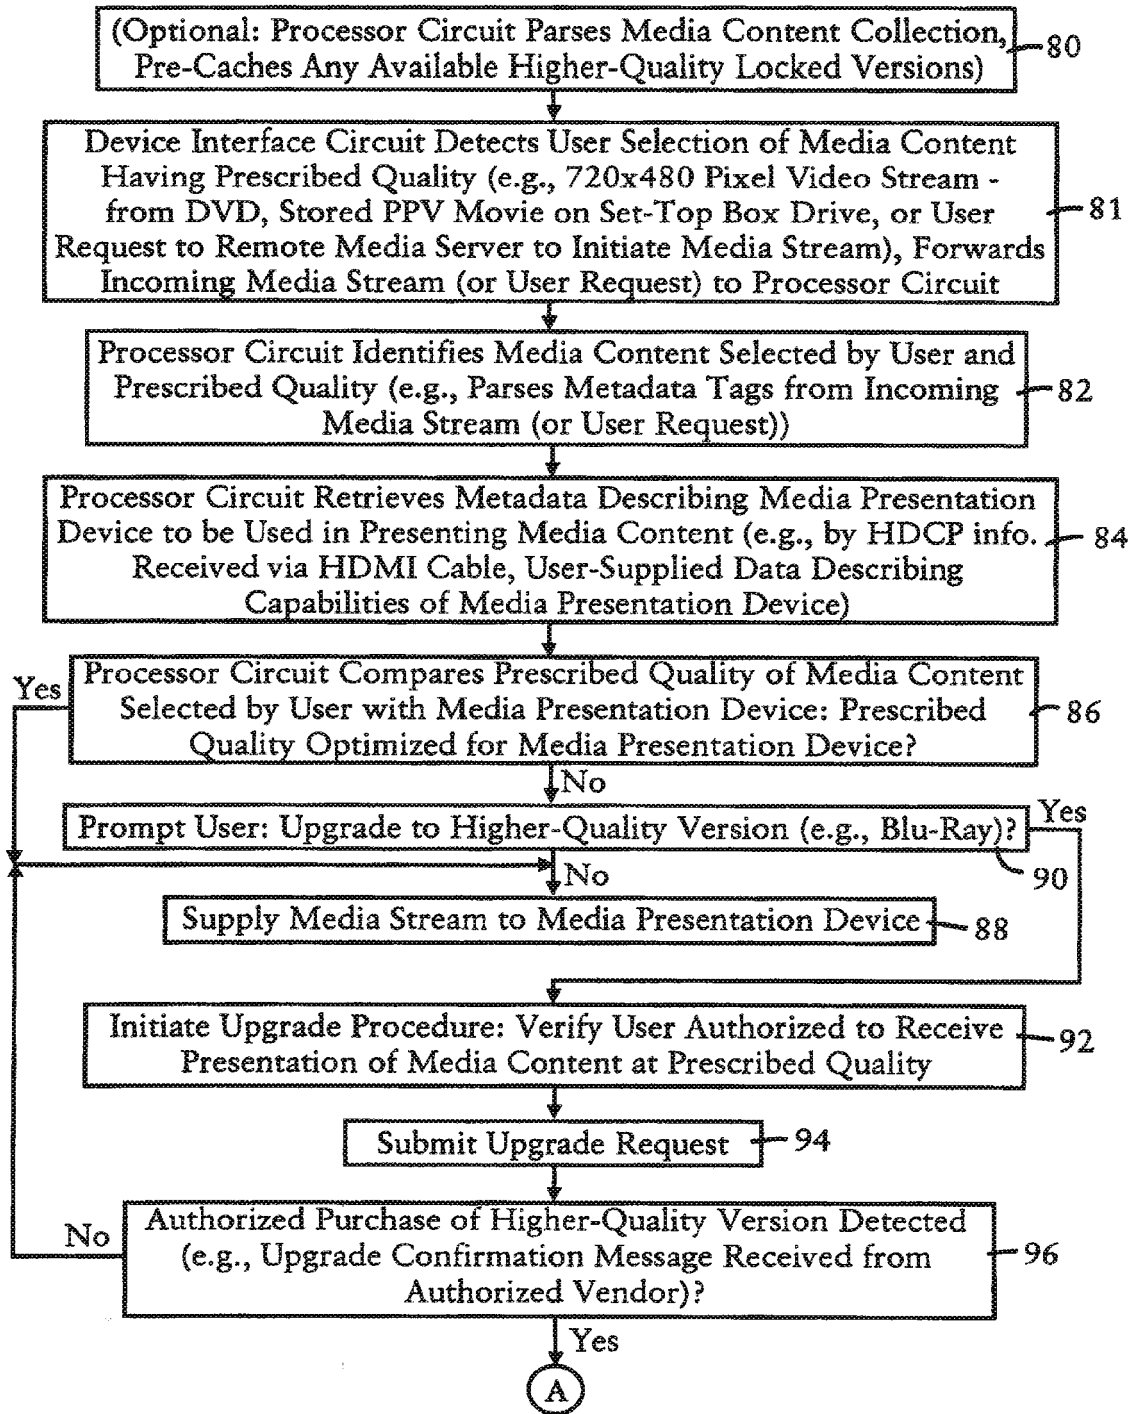 (Optional: Processor Circuit Parses Media Content Collection,
Pre-Caches Any Available Higher-Quality Locked Versions)
80
Device Interface Circuit Detects User Selection of Media Content
Having Prescribed Quality (e.g., 720x480 Pixel Video Stream -
from DVD, Stored PPV Movie on Set-Top Box Drive, or User
Request to Remote Media Server to Initiate Media Stream), Forwards
Incoming Media Stream (or User Request) to Processor Circuit
81
Processor Circuit Identifies Media Content Selected by User and
Prescribed Quality (e.g., Parses Metadata Tags from Incoming
Media Stream (or User Request))
82
Processor Circuit Retrieves Metadata Describing Media Presentation
Device to be Used in Presenting Media Content (e.g., by HDCP info.
Received via HDMI Cable, User-Supplied Data Describing
Capabilities of Media Presentation Device)
84
Processor Circuit Compares Prescribed Quality of Media Content
Selected by User with Media Presentation Device: Prescribed
Quality Optimized for Media Presentation Device?
86
Yes
No
Prompt User: Upgrade to Higher-Quality Version (e.g., Blu-Ray)?
Yes
90
No
Supply Media Stream to Media Presentation Device
88
Initiate Upgrade Procedure: Verify User Authorized to Receive
Presentation of Media Content at Prescribed Quality
92
Submit Upgrade Request
94
Authorized Purchase of Higher-Quality Version Detected
(e.g., Upgrade Confirmation Message Received from
Authorized Vendor)?
96
No
Yes
A